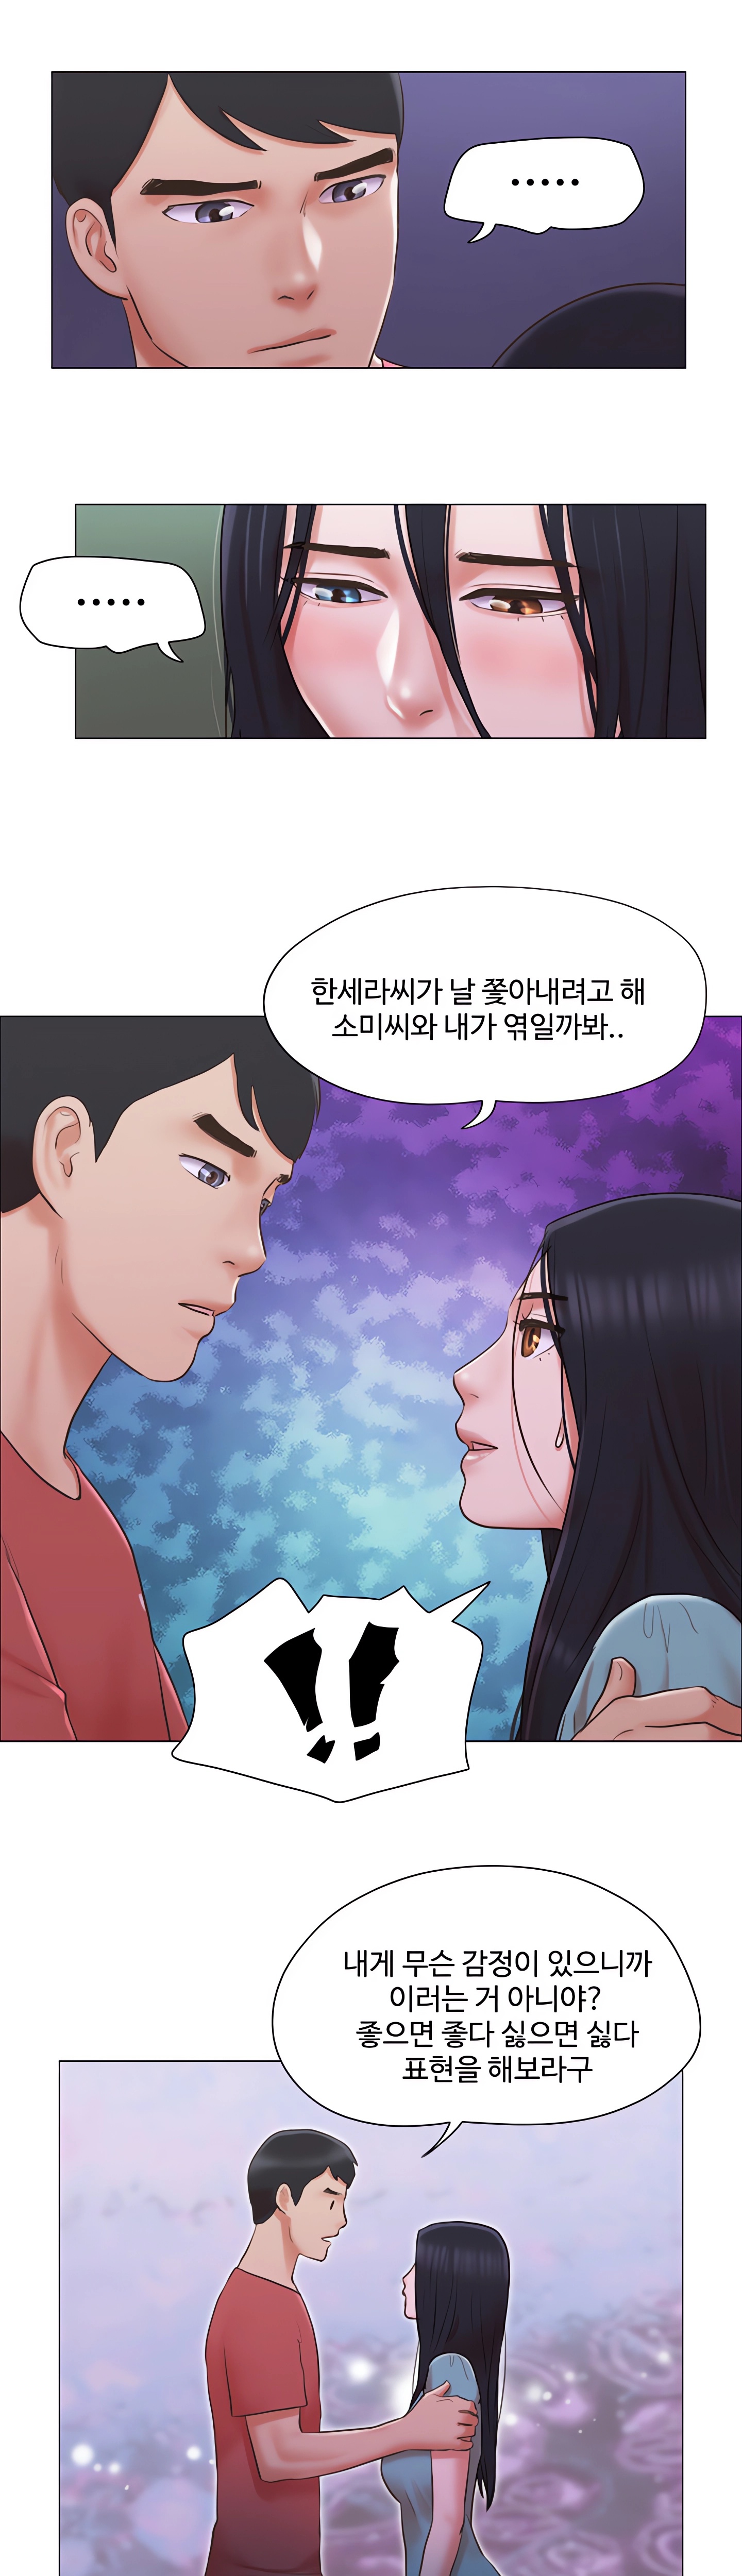 .....
.....
한세라씨가 날 쫓아내려고 해
소미씨와 내가 엮일까봐..
!!
내게 무슨 감정이 있으니까
이러는 거 아니야?
좋으면 좋다 싫으면 싫다
표현을 해보라구